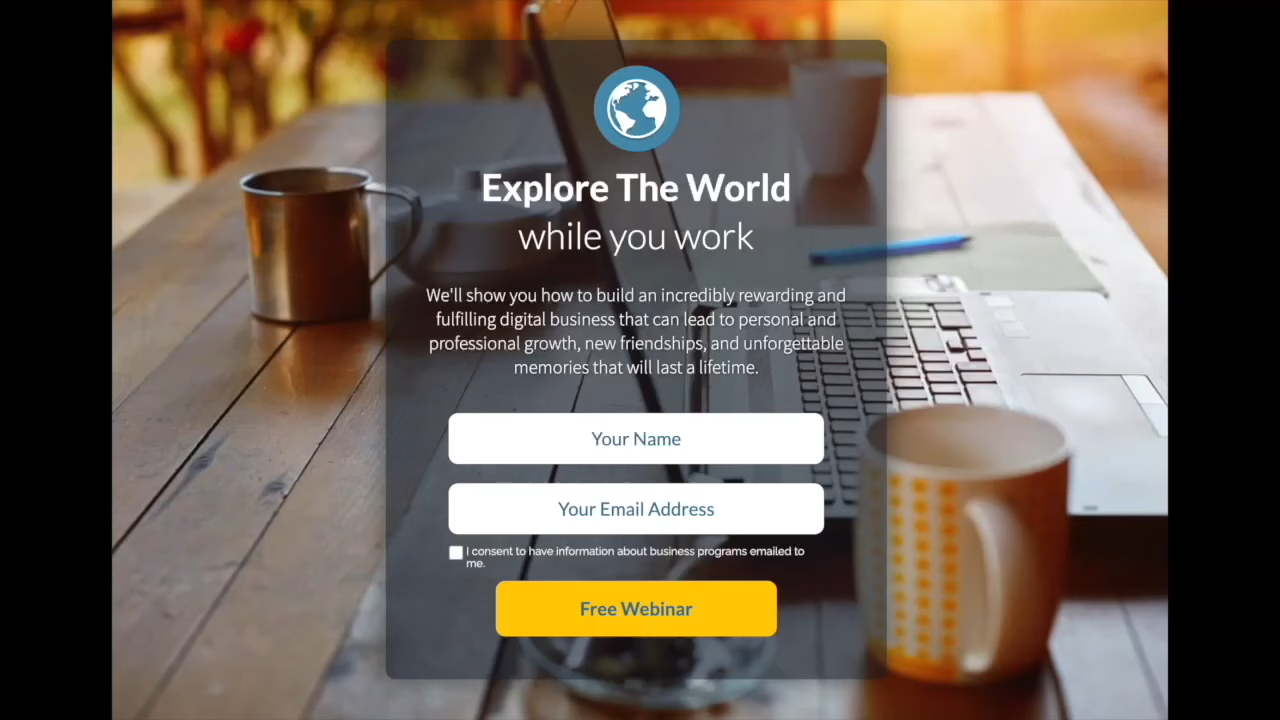 Explore The World
while you work
We'll show you how to build an incredibly rewarding and
fulfilling digital business that can lead to personal and
professional growth, new friendships, and unforgettable
memories that will last a lifetime.
Your Name
Your Email Address
I consent to have information about business programs emailed to
me.
Free Webinar